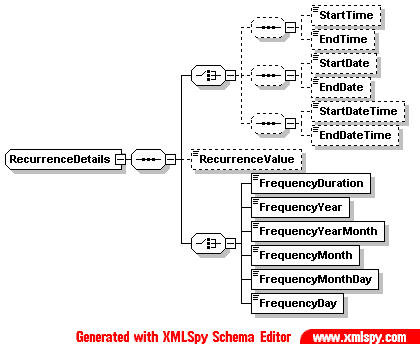 StartTime
EndTime
StartDate
EndDate
StartDateTime
EndDateTime
RecurrenceDetails
RecurrenceValue
FrequencyDuration
FrequencyYear
FrequencyYearMonth
FrequencyMonth
FrequencyMonthDay
FrequencyDay
Generated with XMLSpy Schema Editor www.xmlspy.com